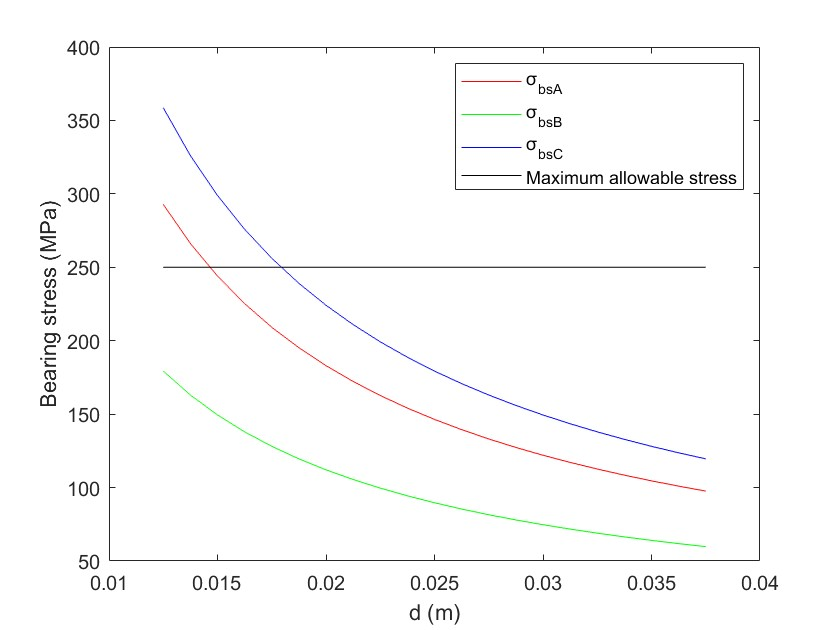 400
350
300
250
200
150
100
50
Bearing stress (MPa)
0.01 0.015 0.02 0.025 0.03 0.035 0.04
d (m)
σbsA
σbsB
σbsC
Maximum allowable stress